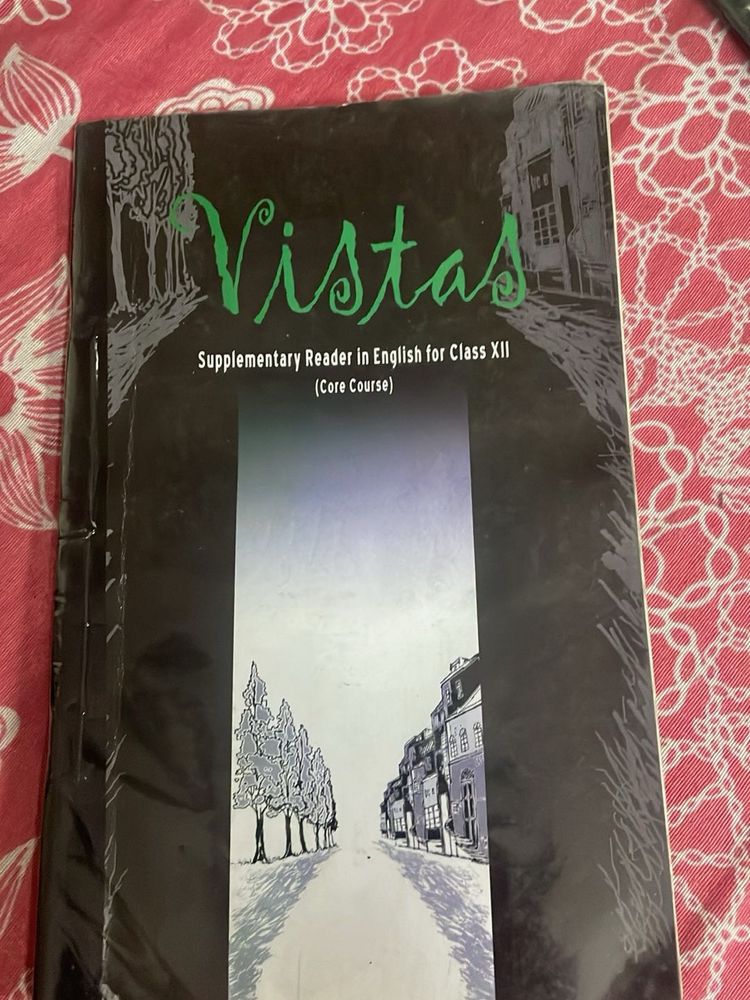 Vistas
Supplementary Reader in English for Class XII
(Core Course)